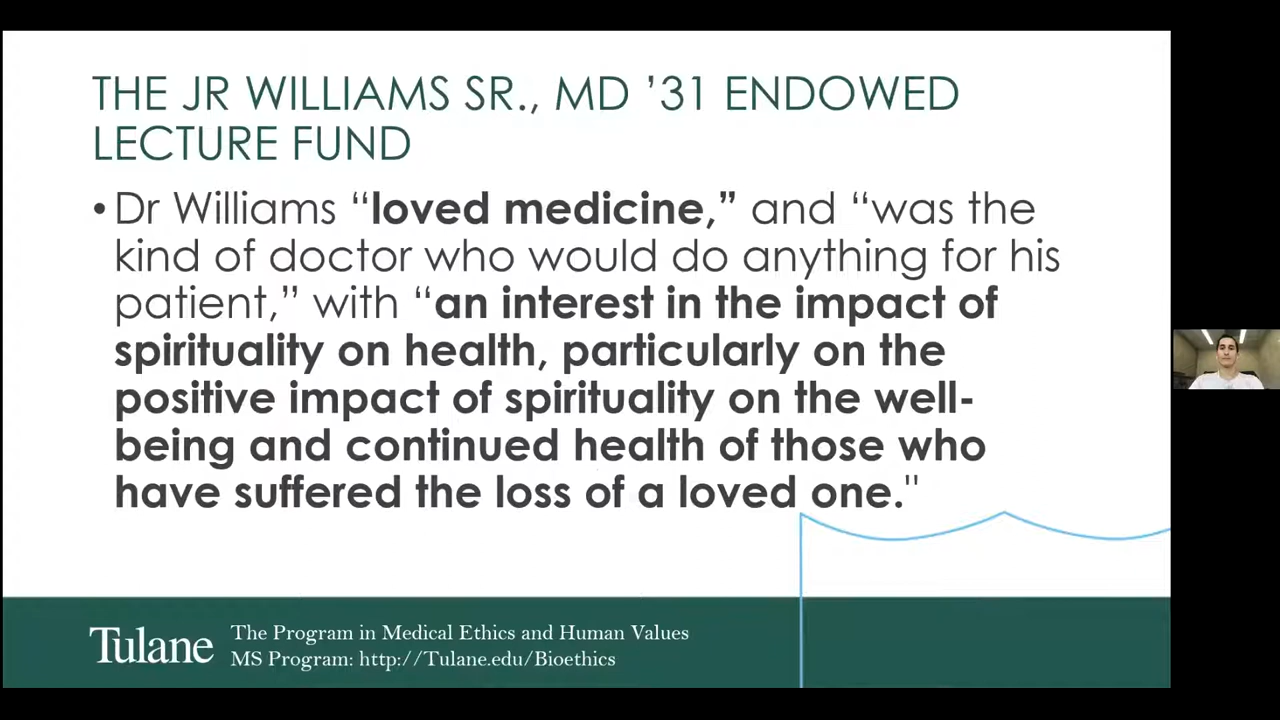 THE JR WILLIAMS SR., MD ’31 ENDOWED
LECTURE FUND
• Dr Williams “loved medicine,” and “was the
kind of doctor who would do anything for his
patient,” with “an interest in the impact of
spirituality on health, particularly on the
positive impact of spirituality on the well-
being and continued health of those who
have suffered the loss of a loved one."
Tulane
The Program in Medical Ethics and Human Values
MS Program: http://Tulane.edu/Bioethics